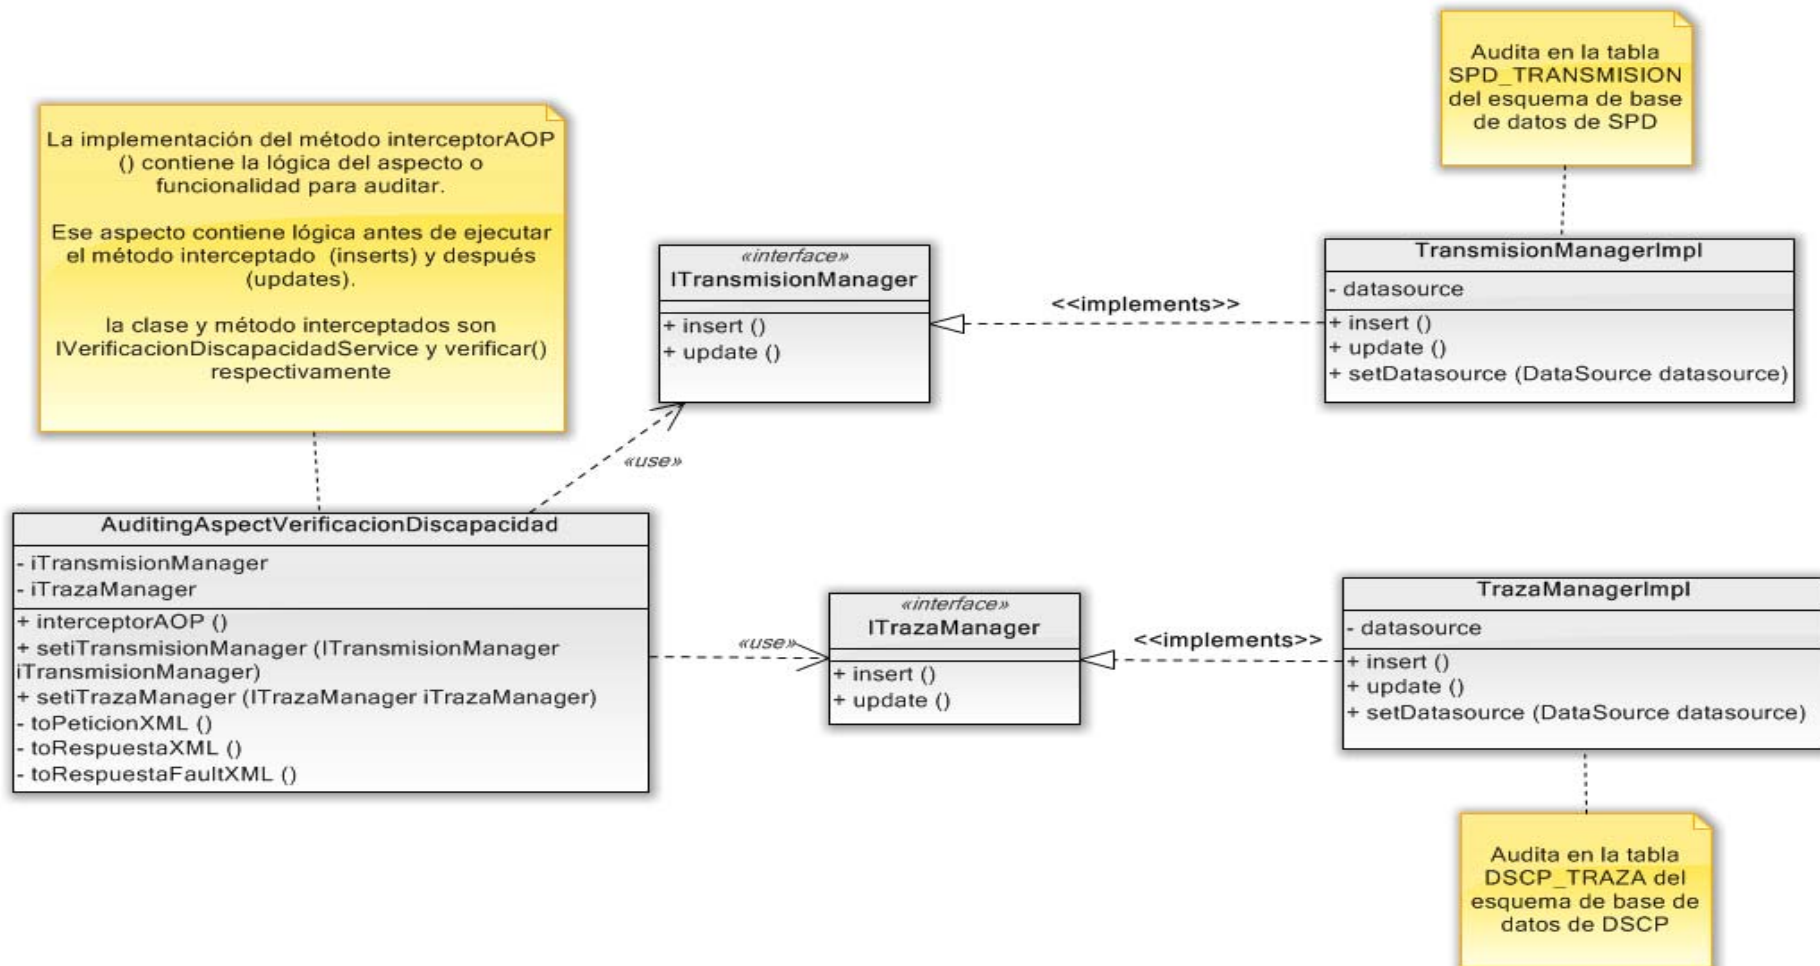 Audita en la tabla
SPD_TRANSMISION
del esquema de base
de datos de SPD
La implementación del método interceptorAOP
() contiene la lógica del aspecto o
funcionalidad para auditar.
Ese aspecto contiene lógica antes de ejecutar
el método interceptado (inserts) y después
(updates).
la clase y método interceptados son
IVerificacionDiscapacidadService y verificar()
respectivamente
«interface»
ITransmisionManager
+ insert ()
+ update ()
<<implements>>
TransmisionManagerImpl
- datasource
+ insert ()
+ update ()
+ setDatasource (DataSource datasource)
«use»
AuditingAspectVerificacionDiscapacidad
- iTransmisionManager
- iTrazaManager
+ interceptorAOP ()
+ setiTransmisionManager (ITransmisionManager
iTransmisionManager)
+ setiTrazaManager (ITrazaManager iTrazaManager)
- toPeticionXML ()
- toRespuestaXML ()
- toRespuestaFaultXML ()
«use»
«interface»
ITrazaManager
+ insert ()
+ update ()
<<implements>>
TrazaManagerImpl
- datasource
+ insert ()
+ update ()
+ setDatasource (DataSource datasource)
Audita en la tabla
DSCP_TRAZA del
esquema de base de
datos de DSCP